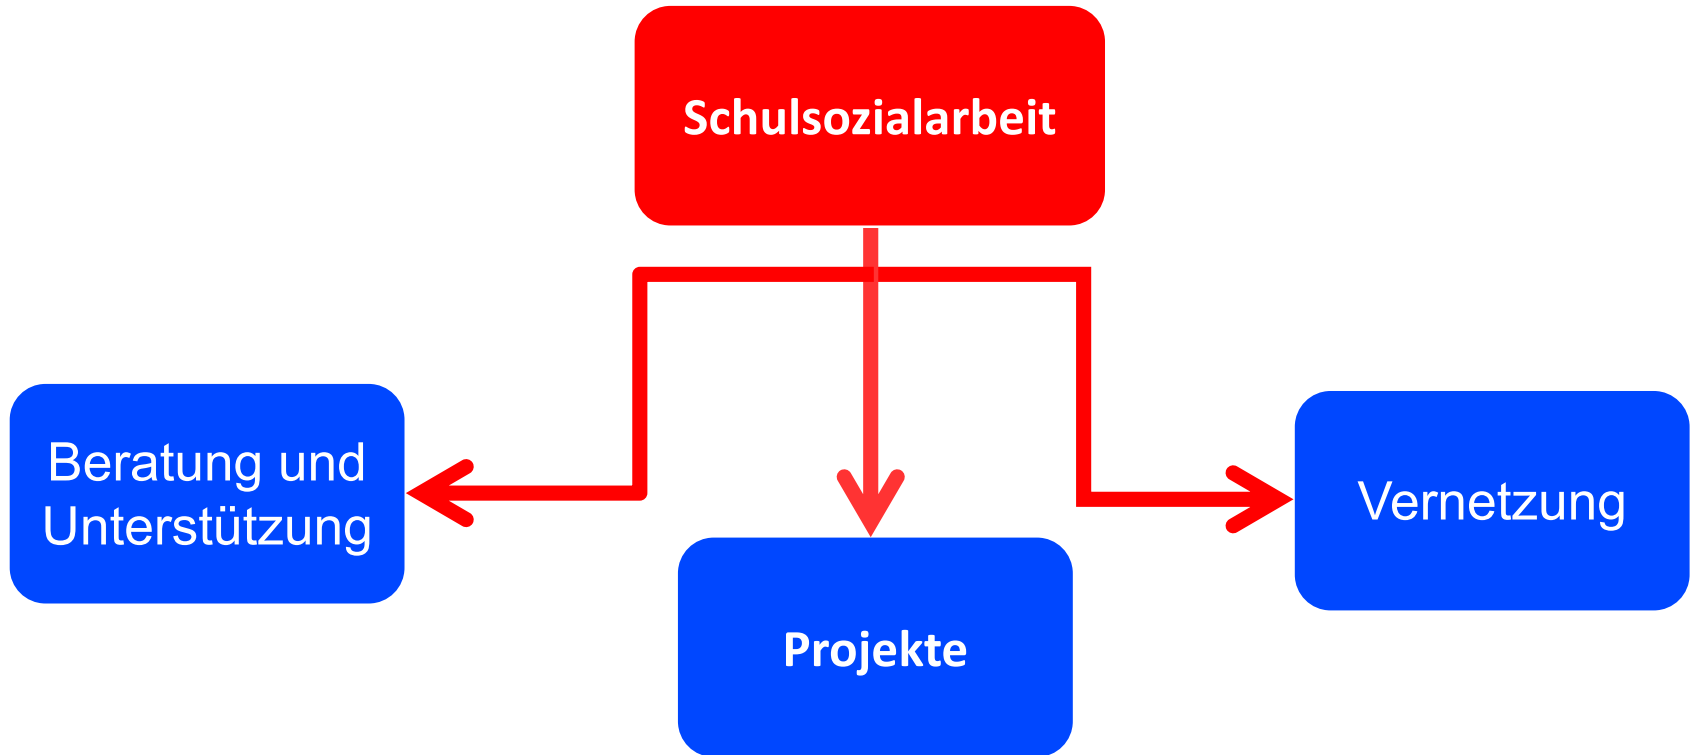 Schulsozialarbeit
Beratung und
Unterstützung
Projekte
Vernetzung